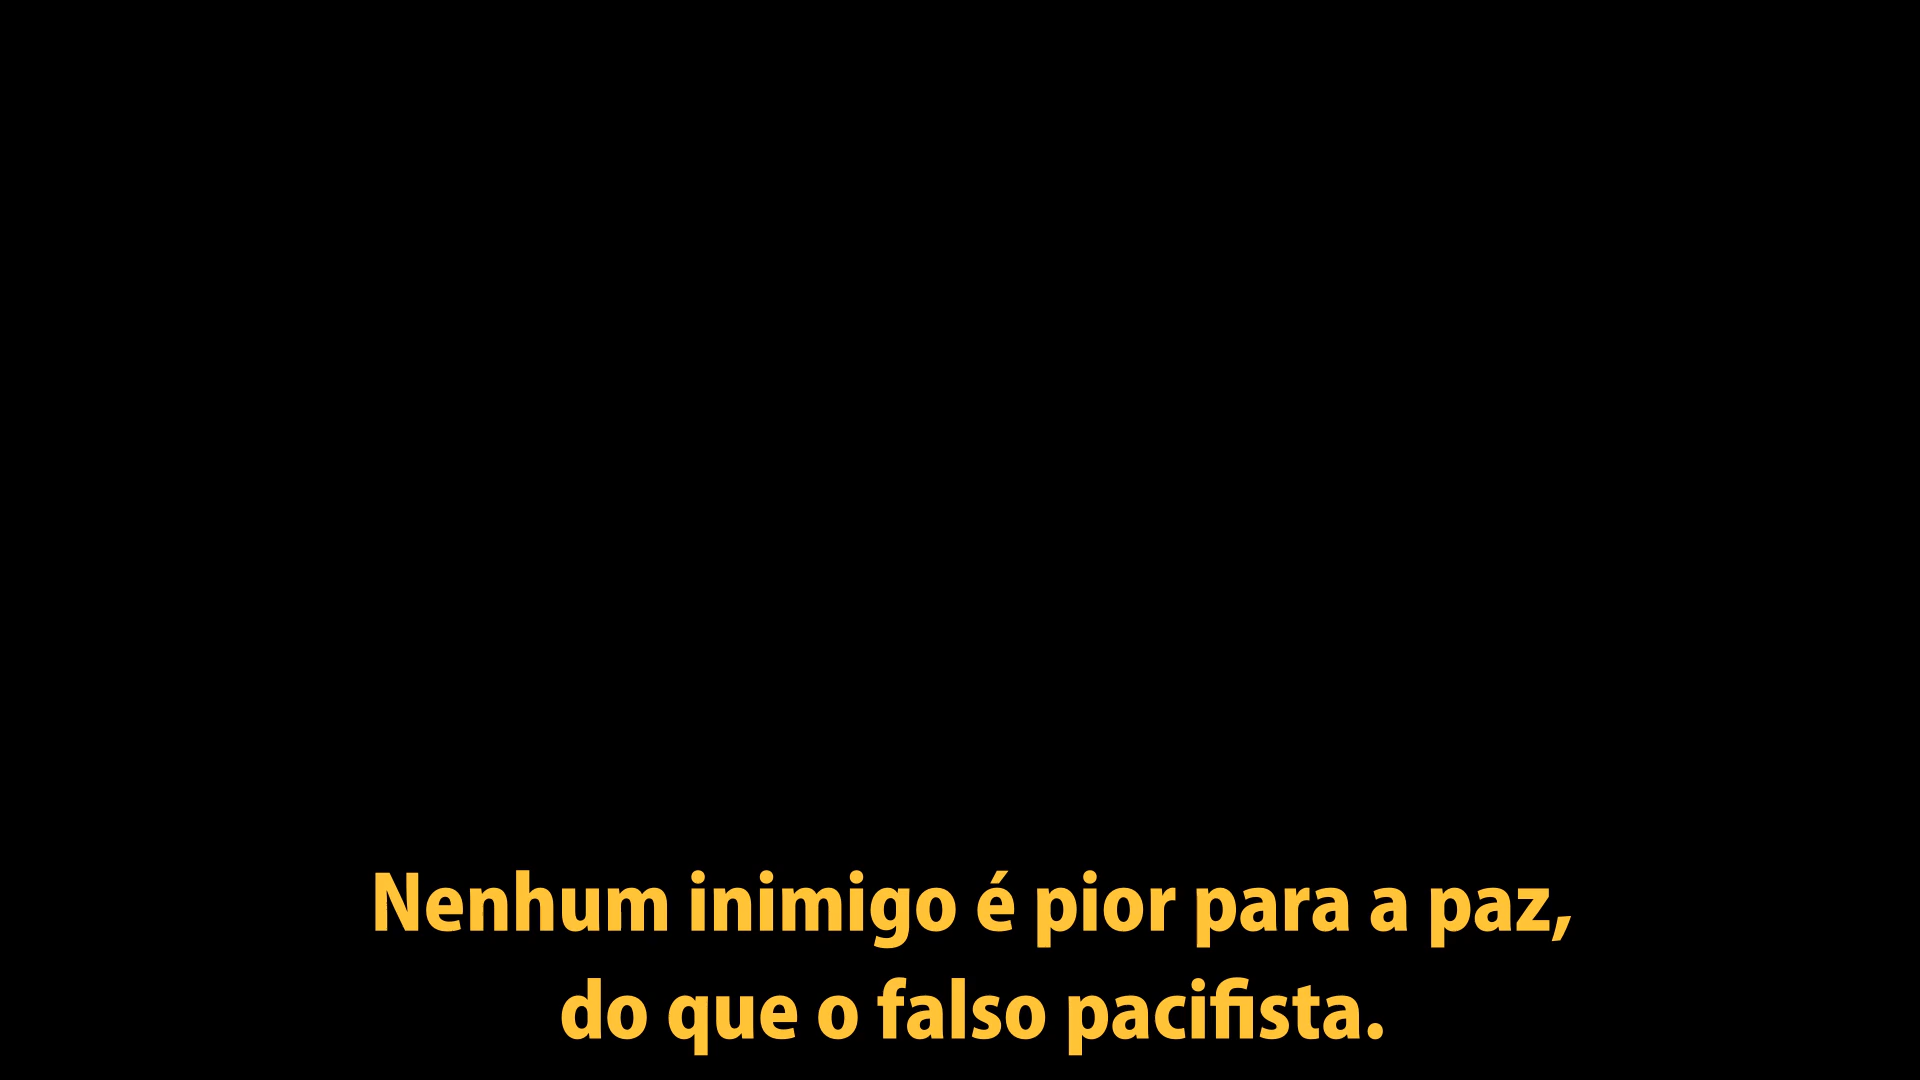 Nenhum inimigo é pior para a paz,
do que o falso pacifista.